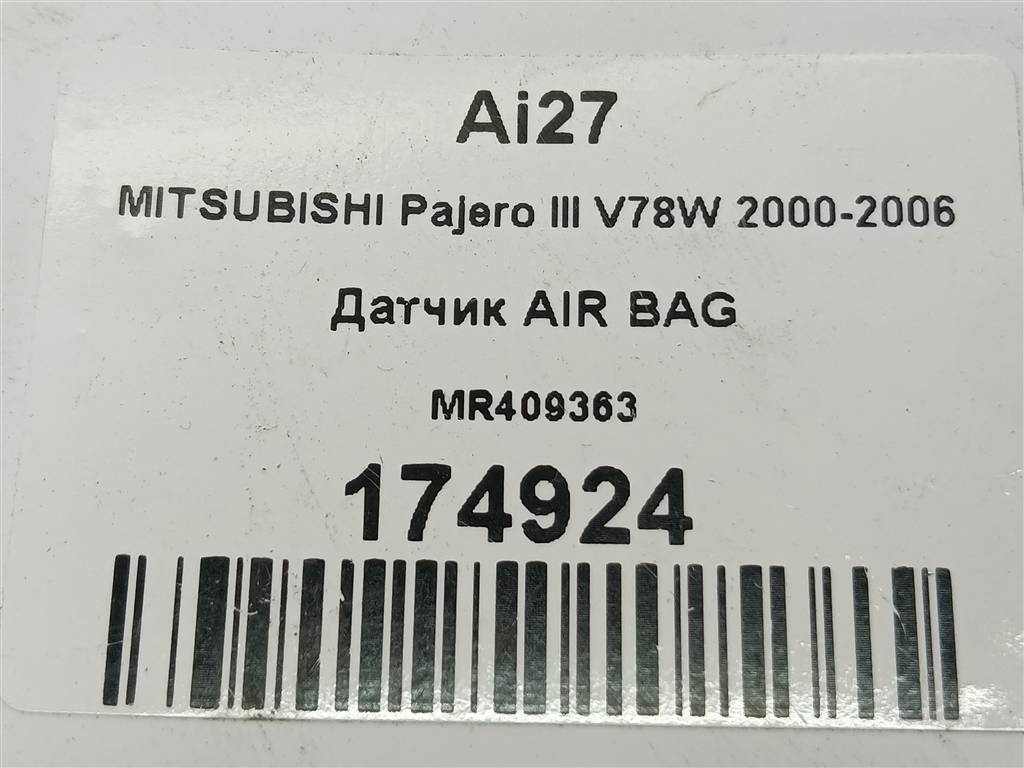 Ai27
MITSUBISHI Pajero III V78W 2000-2006
Датчик AIR BAG
MR409363
174924